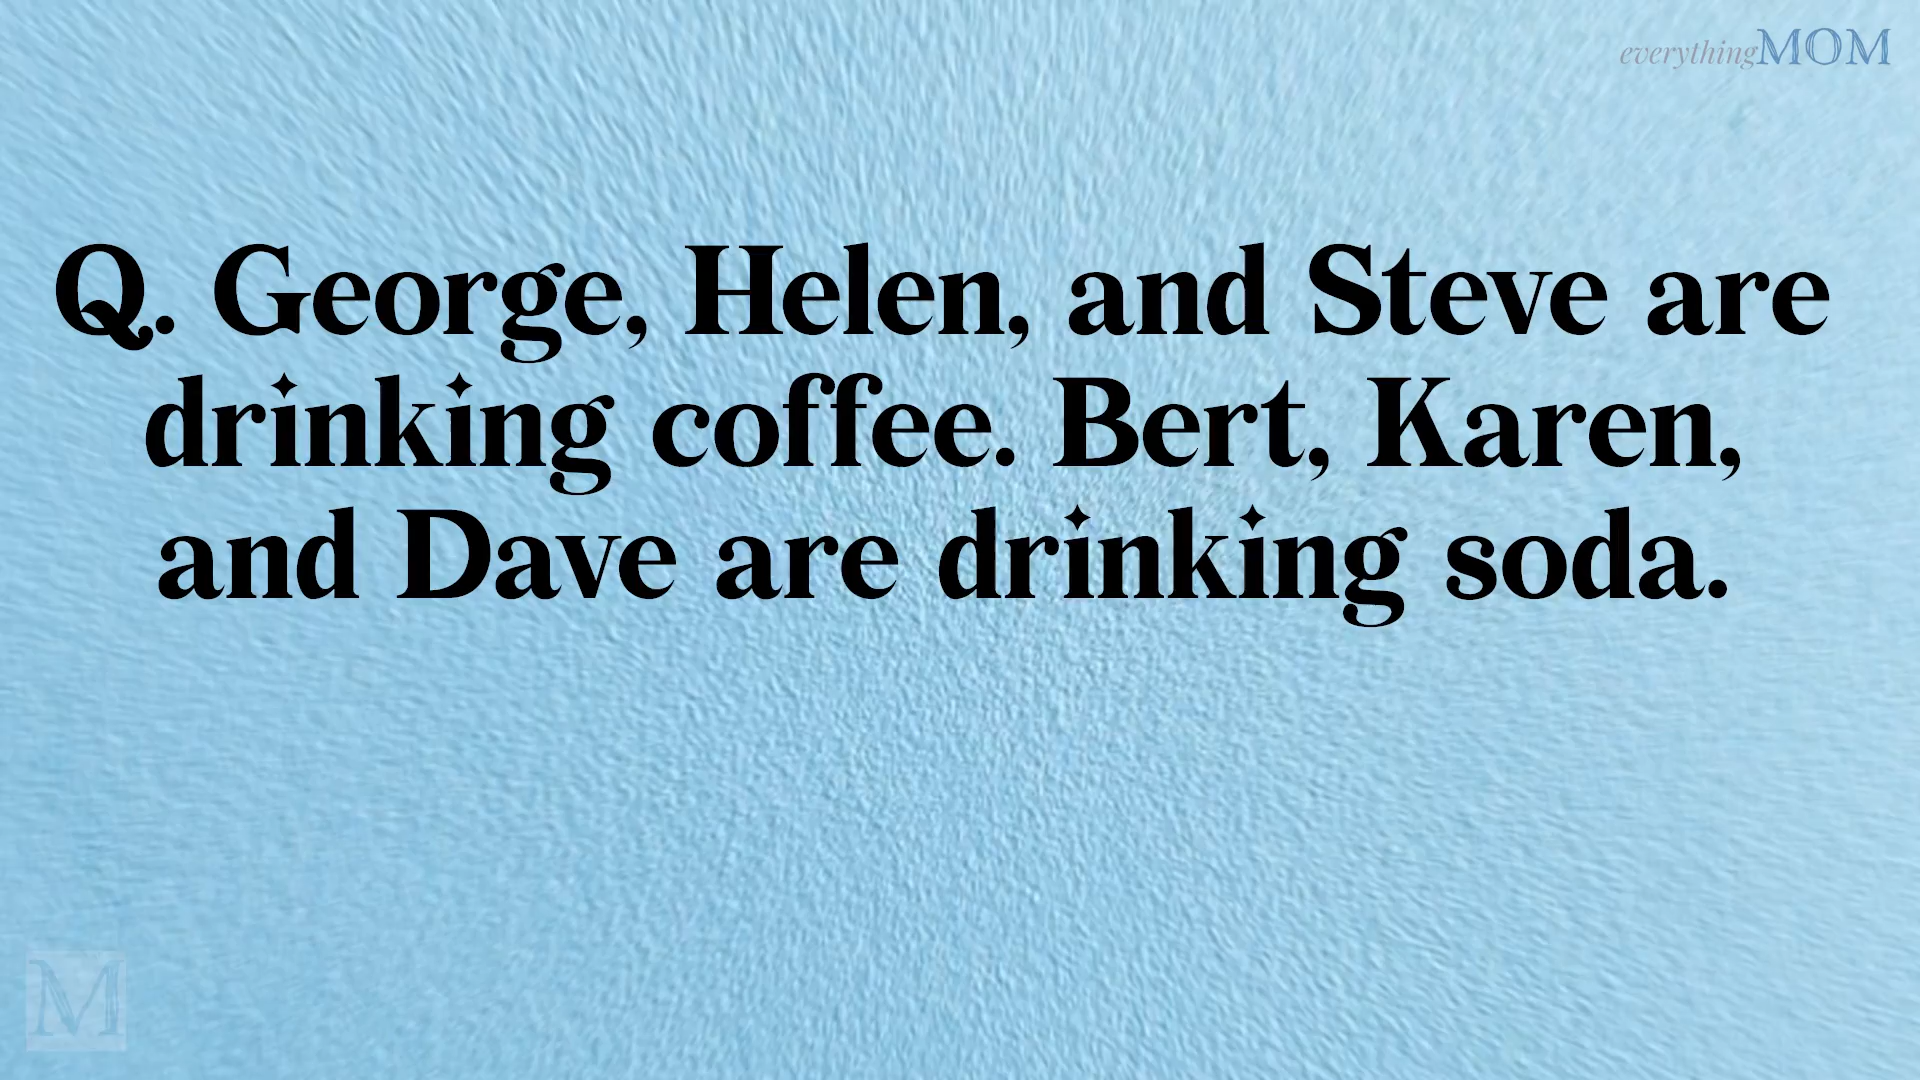 everythingMOM
Q. George, Helen, and Steve are
drinking coffee. Bert, Karen,
and Dave are drinking soda.
M